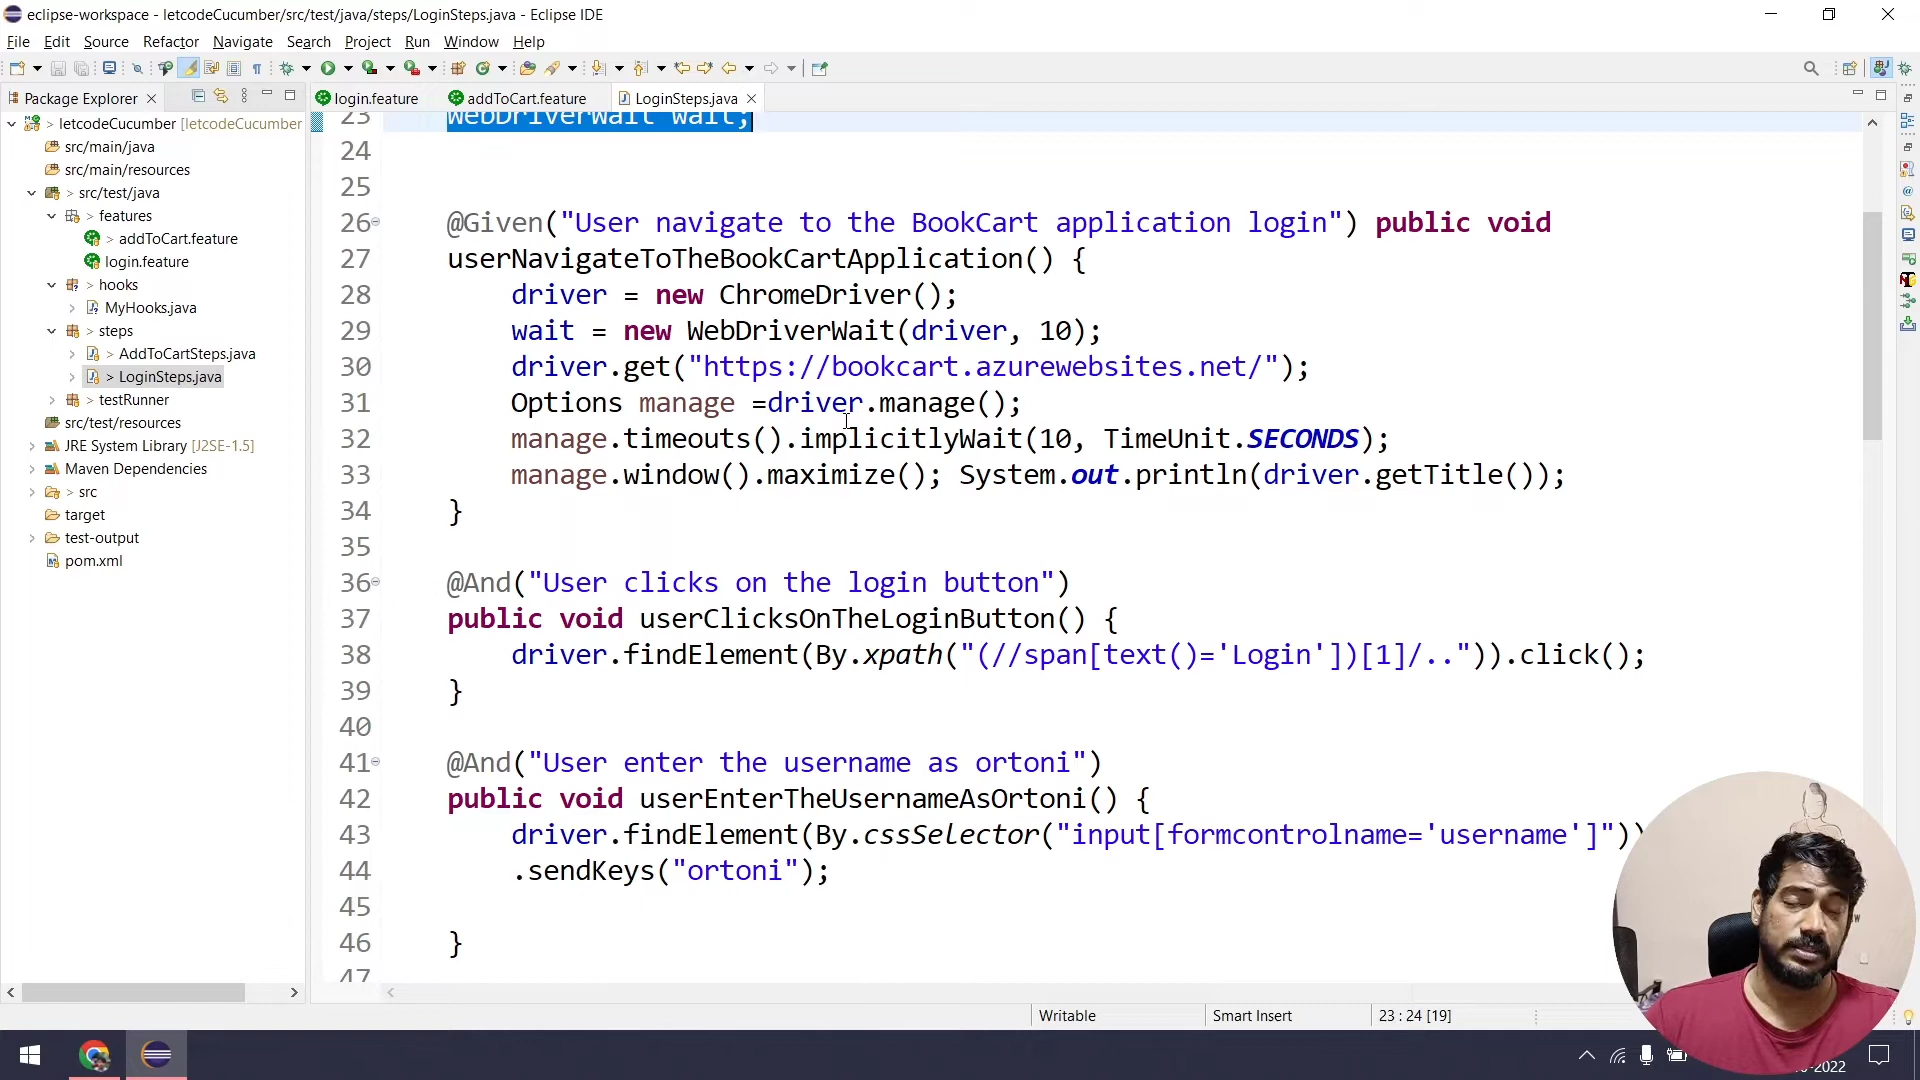 eclipse-workspace - letcodeCucumber/src/test/java/steps/LoginSteps.java - Eclipse IDE
File Edit Source Refactor Navigate Search Project Run Window Help
Package Explorer
login.feature addToCart.feature LoginSteps.java
> letcodeCucumber [letcodeCucumber
src/main/java
src/main/resources
> src/test/java
> features
> addToCart.feature
> login.feature
> hooks
> MyHooks.java
> steps
> AddToCartSteps.java
> LoginSteps.java
> testRunner
src/test/resources
JRE System Library [J2SE-1.5]
Maven Dependencies
> src
target
test-output
pom.xml
23 WebDriverWait wait;
24
25
26 @Given("User navigate to the BookCart application login") public void
27 userNavigateToTheBookCartApplication() {
28 driver = new ChromeDriver();
29 wait = new WebDriverWait(driver, 10);
30 driver.get("https://bookcart.azurewebsites.net/");
31 Options manage =driver.manage();
32 manage.timeouts().implicitlyWait(10, TimeUnit.SECONDS);
33 manage.window().maximize(); System.out.println(driver.getTitle());
34 }
35
36 @And("User clicks on the login button")
37 public void userClicksOnTheLoginButton() {
38 driver.findElement(By.xpath("(//span[text()='Login'])[1]/..")).click();
39 }
40
41 @And("User enter the username as ortoni")
42 public void userEnterTheUsernameAsOrtoni() {
43 driver.findElement(By.cssSelector("input[formcontrolname='username']"))
44 .sendKeys("ortoni");
45
46 }
47
Writable Smart Insert 23 : 24 [19]
-2022